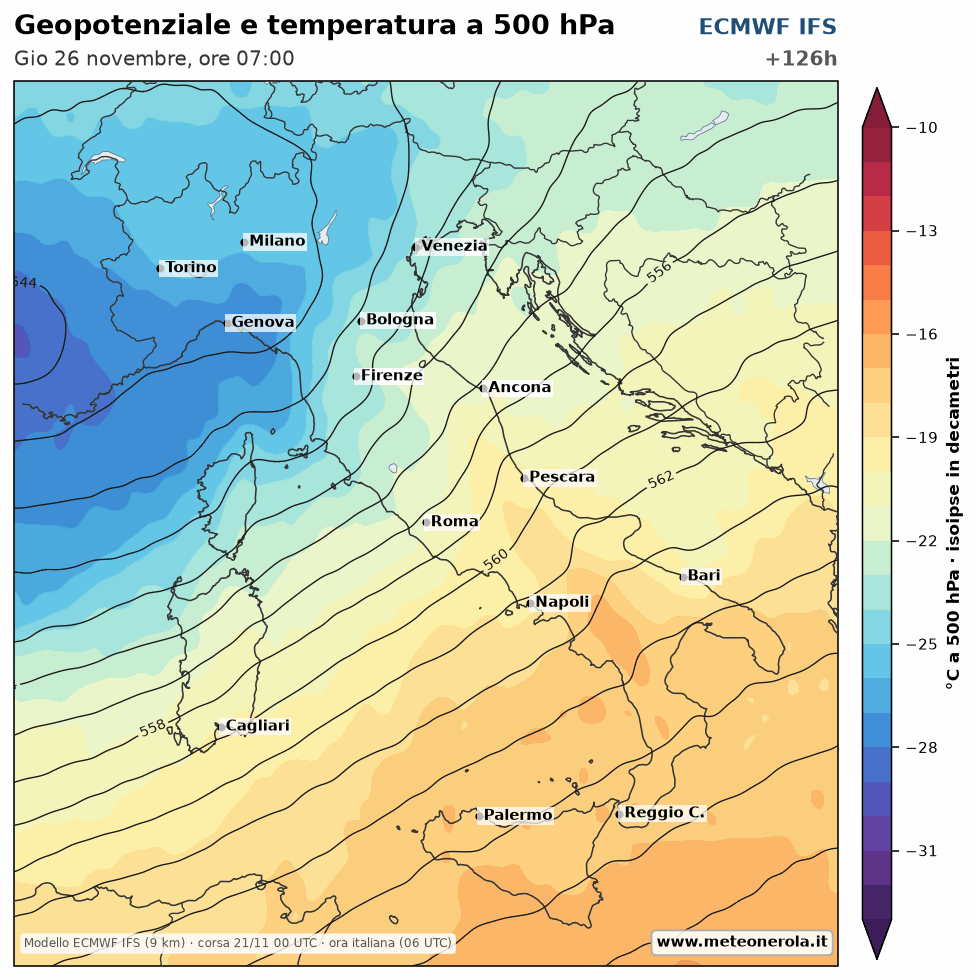 Geopotenziale e temperatura a 500 hPa
ECMWF IFS
Gio 26 novembre, ore 07:00
+126h
−10
−13
−16
−19
−22
−25
−28
−31
°C a 500 hPa · isoipse in decametri
Milano
Venezia
Torino
556
544
Genova
Bologna
Firenze
Ancona
Pescara
562
Roma
560
Bari
Napoli
558
Cagliari
Palermo
Reggio C.
Modello ECMWF IFS (9 km) · corsa 21/11 00 UTC · ora italiana (06 UTC)
www.meteonerola.it